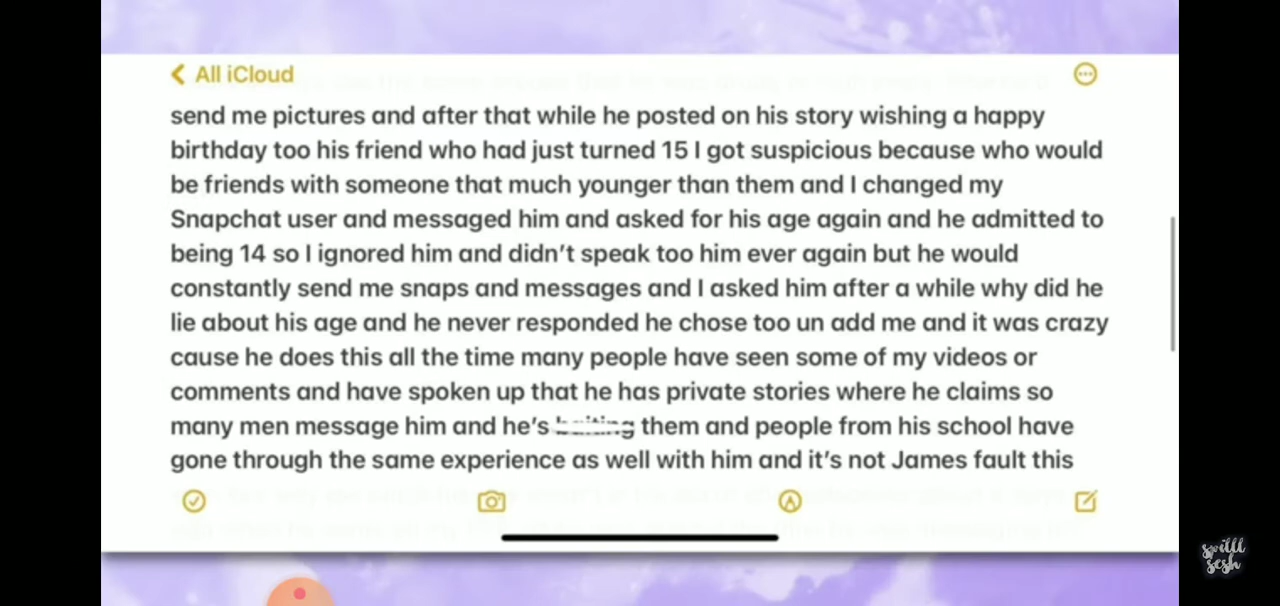 All iCloud
send me pictures and after that while he posted on his story wishing a happy
birthday too his friend who had just turned 15 I got suspicious because who would
be friends with someone that much younger than them and I changed my
Snapchat user and messaged him and asked for his age again and he admitted to
being 14 so I ignored him and didn't speak too him ever again but he would
constantly send me snaps and messages and I asked him after a while why did he
lie about his age and he never responded he chose too un add me and it was crazy
cause he does this all the time many people have seen some of my videos or
comments and have spoken up that he has private stories where he claims so
many men message him and he's baiting them and people from his school have
gone through the same experience as well with him and it's not James fault this
spilll
sesh